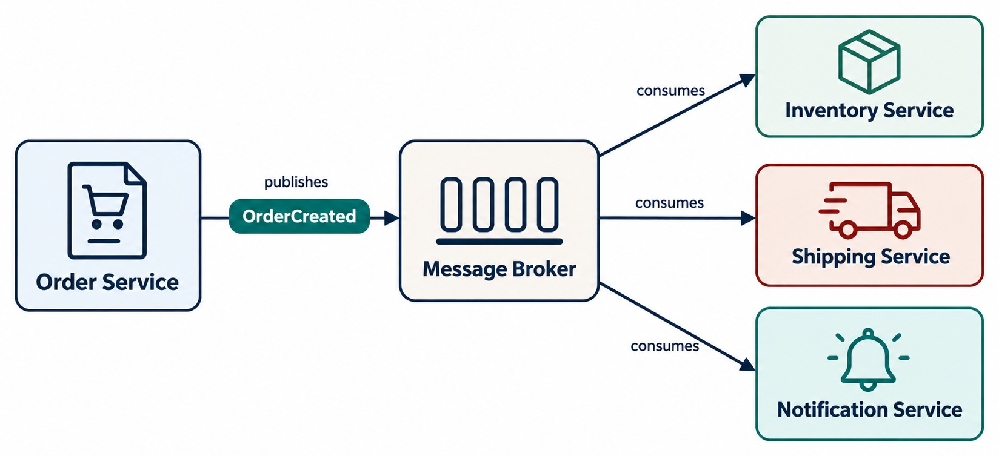 Order Service
publishes
OrderCreated
Message Broker
consumes
Inventory Service
consumes
Shipping Service
consumes
Notification Service